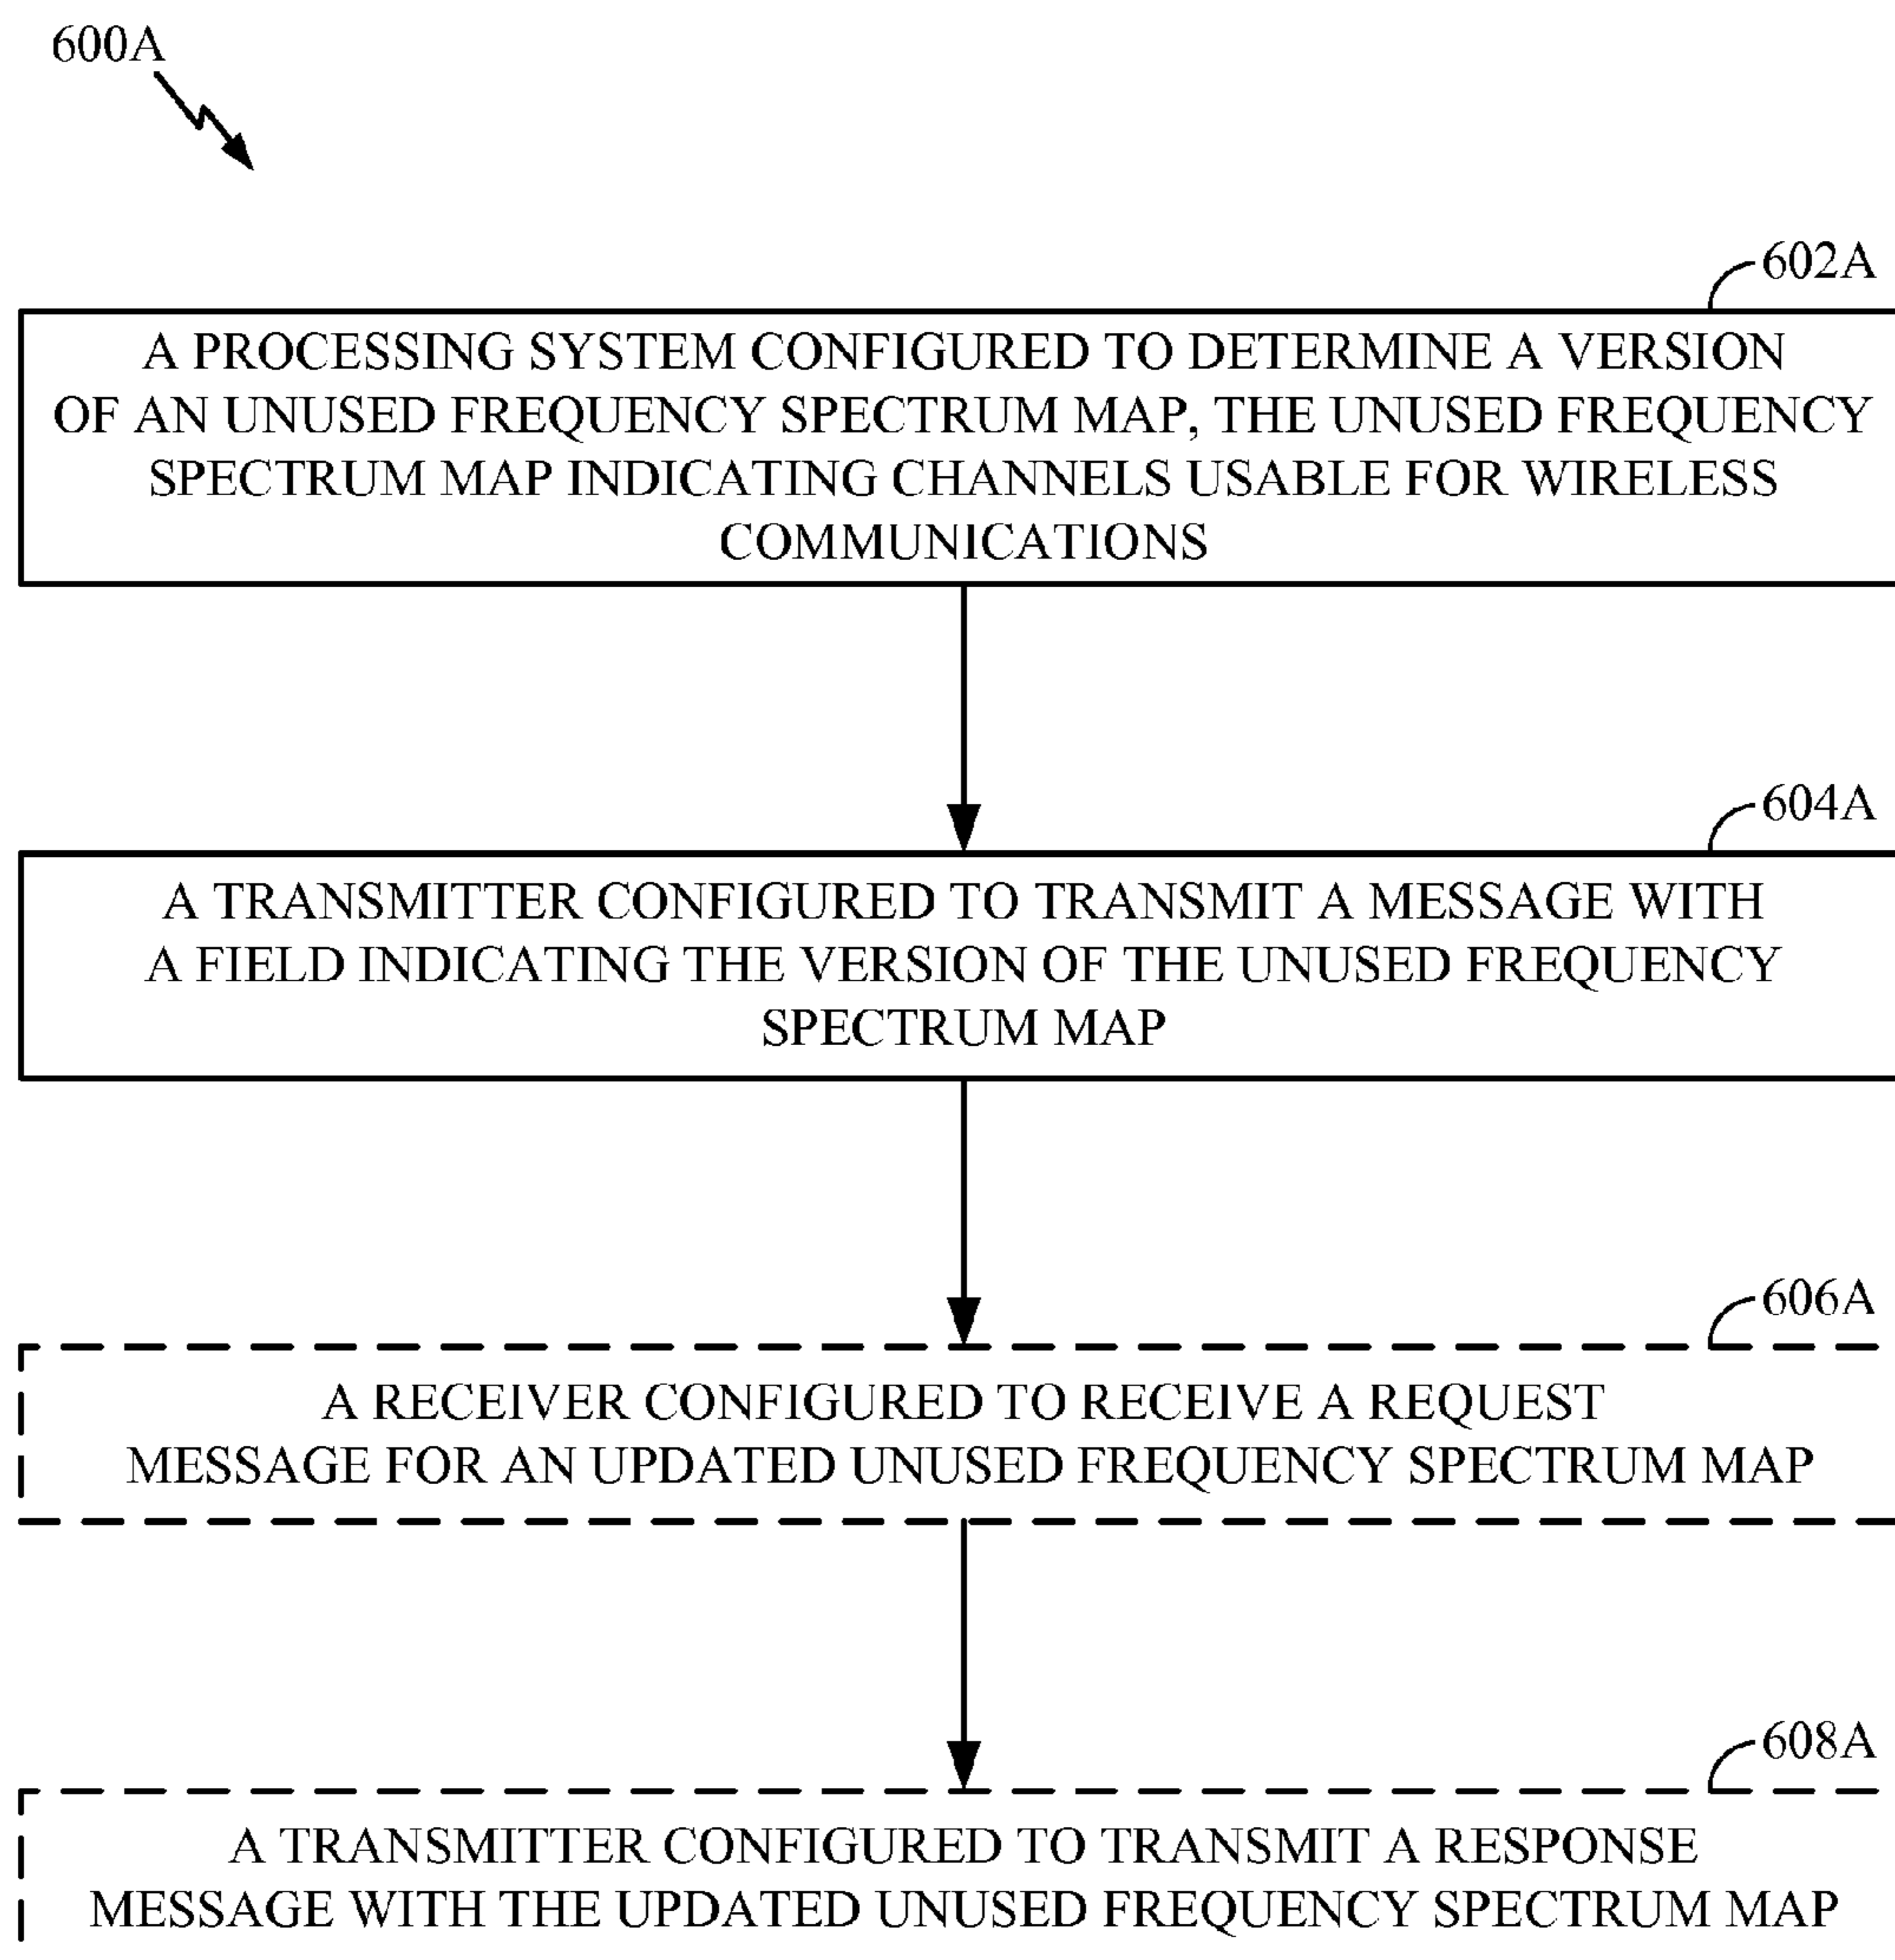 600A
602A
A PROCESSING SYSTEM CONFIGURED TO DETERMINE A VERSION
OF AN UNUSED FREQUENCY SPECTRUM MAP, THE UNUSED FREQUENCY
SPECTRUM MAP INDICATING CHANNELS USABLE FOR WIRELESS
COMMUNICATIONS
604A
A TRANSMITTER CONFIGURED TO TRANSMIT A MESSAGE WITH
A FIELD INDICATING THE VERSION OF THE UNUSED FREQUENCY
SPECTRUM MAP
606A
A RECEIVER CONFIGURED TO RECEIVE A REQUEST
MESSAGE FOR AN UPDATED UNUSED FREQUENCY SPECTRUM MAP
608A
A TRANSMITTER CONFIGURED TO TRANSMIT A RESPONSE
MESSAGE WITH THE UPDATED UNUSED FREQUENCY SPECTRUM MAP